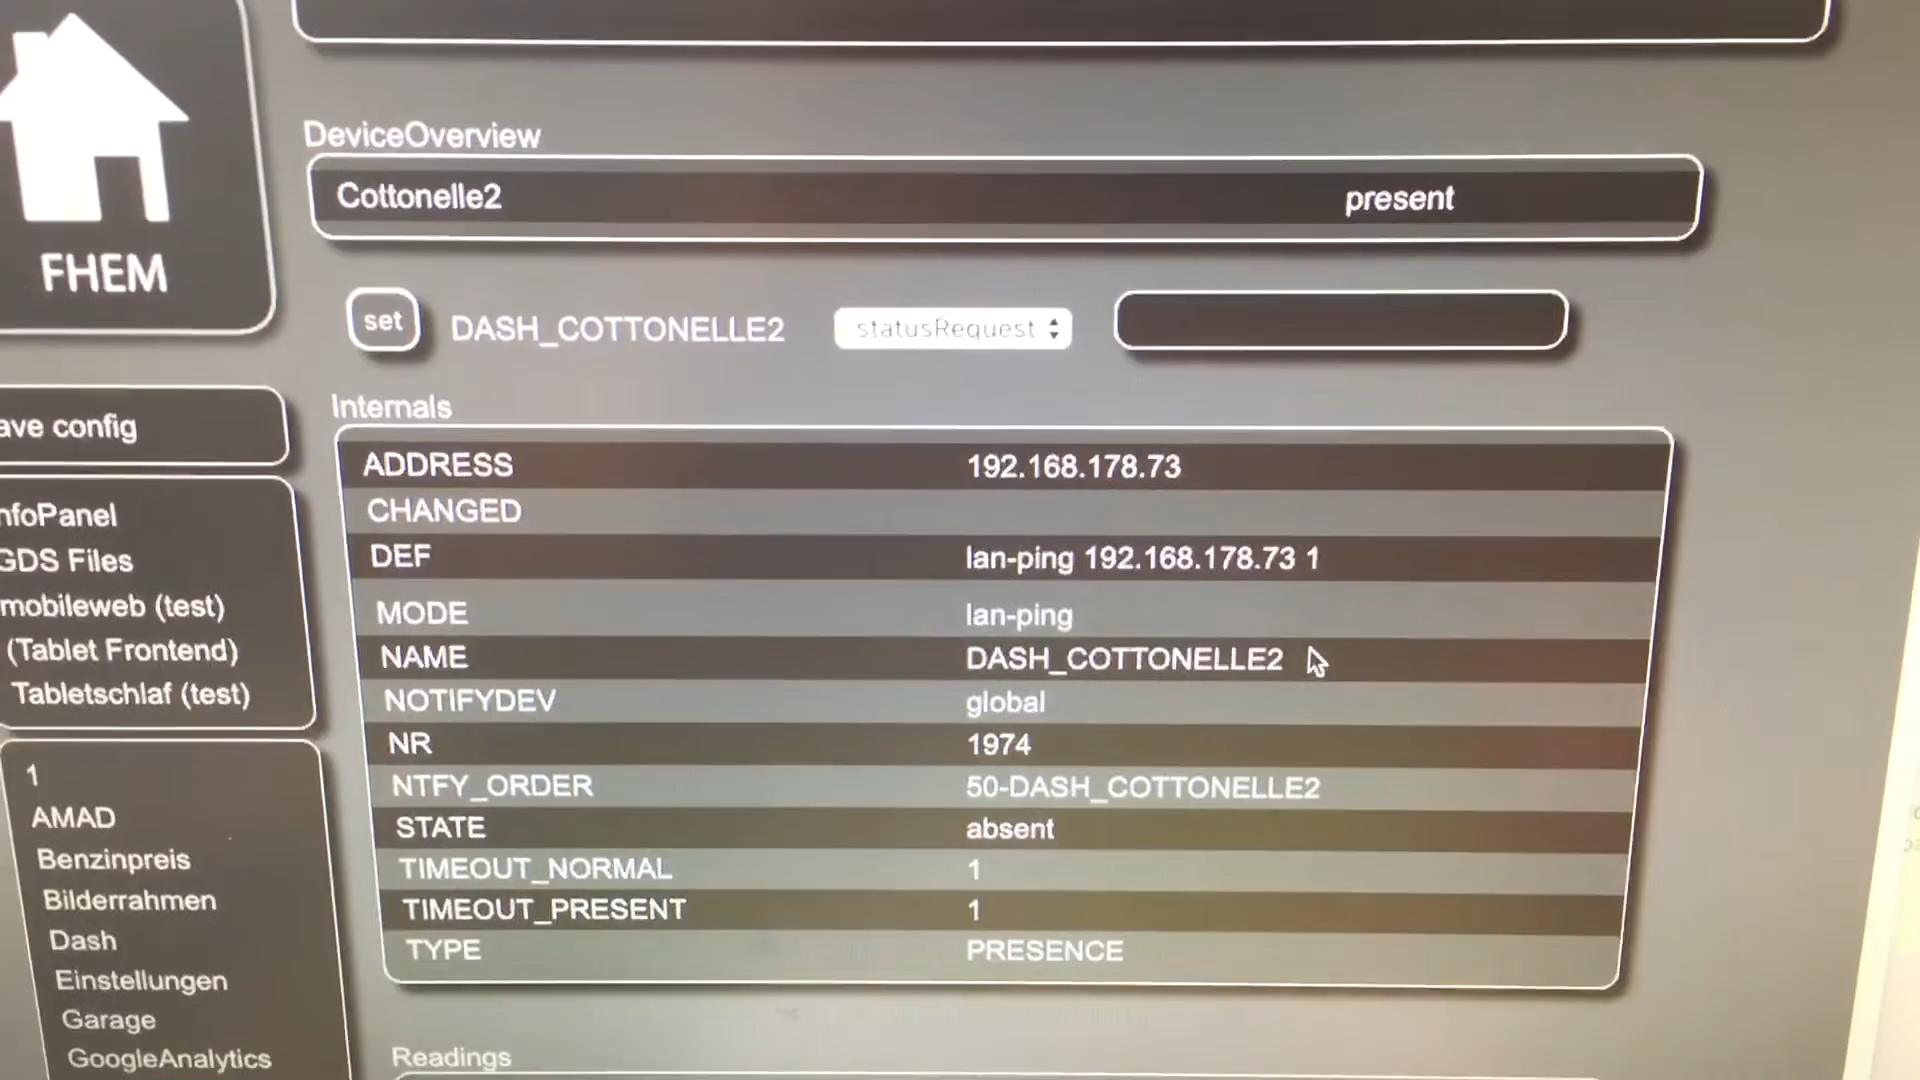 FHEM
ave config
nfoPanel
GDS Files
mobileweb (test)
(Tablet Frontend)
Tabletschlaf (test)
1
AMAD
Benzinpreis
Bilderrahmen
Dash
Einstellungen
Garage
GoogleAnalytics
DeviceOverview
Cottonelle2 present
set DASH_COTTONELLE2 statusRequest
Internals
ADDRESS 192.168.178.73
CHANGED
DEF lan-ping 192.168.178.73 1
MODE lan-ping
NAME DASH_COTTONELLE2
NOTIFYDEV global
NR 1974
NTFY_ORDER 50-DASH_COTTONELLE2
STATE absent
TIMEOUT_NORMAL 1
TIMEOUT_PRESENT 1
TYPE PRESENCE
Readings